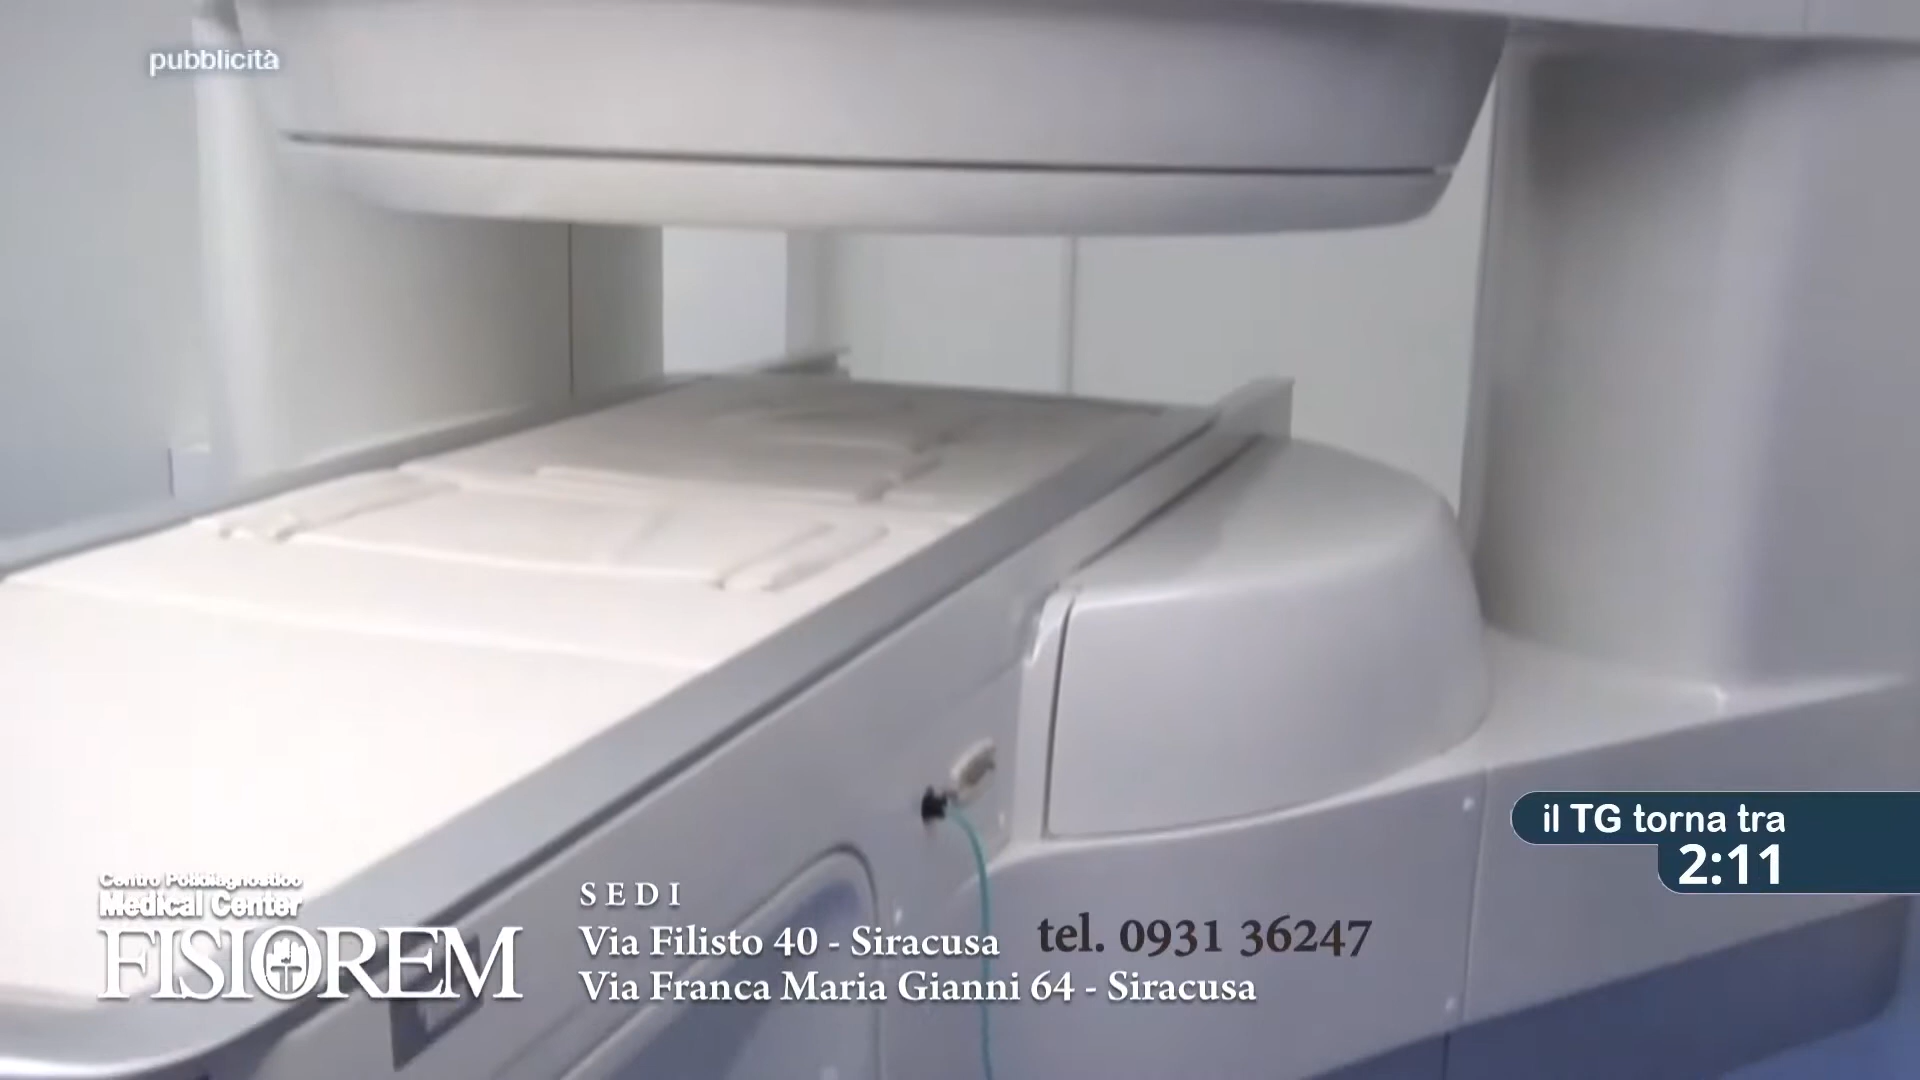 pubblicità
il TG torna tra
2:11
Centro Polidiagnostico
Medical Center
FISIOREM
SEDI
Via Filisto 40 - Siracusa
tel. 0931 36247
Via Franca Maria Gianni 64 - Siracusa